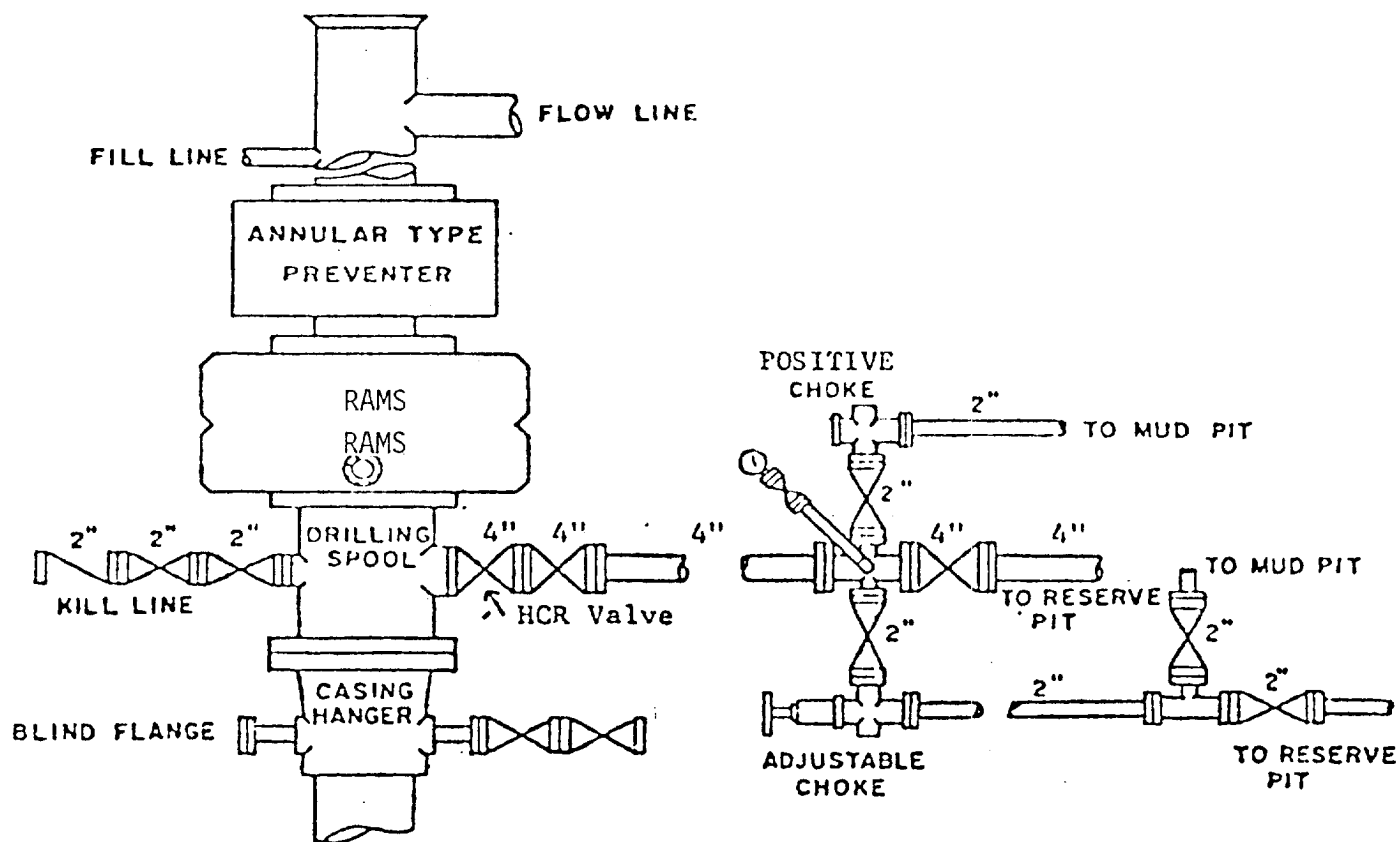 FLOW LINE
FILL LINE
ANNULAR TYPE
PREVENTER
RAMS
RAMS
POSITIVE
CHOKE
2"
TO MUD PIT
2"
2"
2"
2"
DRILLING
SPOOL
4"
4"
4"
4"
4"
KILL LINE
HCR Valve
TO RESERVE
PIT
TO MUD PIT
2"
2"
CASING
HANGER
BLIND FLANGE
2"
2"
ADJUSTABLE
CHOKE
TO RESERVE
PIT